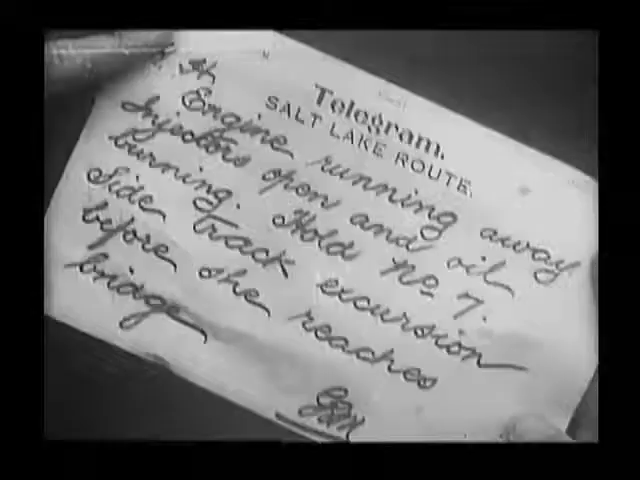 Telegram.
SALT LAKE ROUTE.
Engine running away
Injectors open and oil
burning. Hold No 7.
Side track excursion
before she reaches
bridge